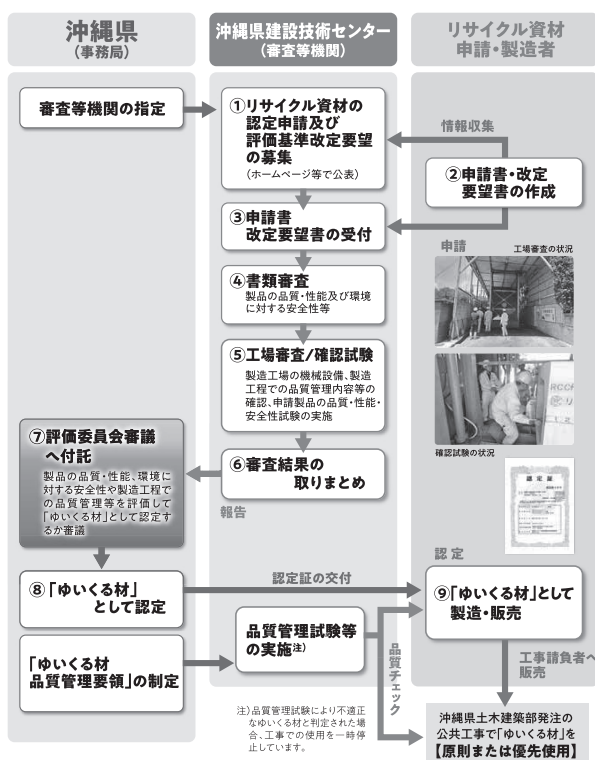 沖縄県
（事務局）
沖縄県建設技術センター
（審査等機関）
リサイクル資材
申請・製造者
審査等機関の指定
①リサイクル資材の
認定申請及び
評価基準改定要望
の募集
（ホームページ等で公表）
情報収集
②申請書・改定
要望書の作成
③申請書
改定要望書の受付
申請
工場審査の状況
④書類審査
製品の品質・性能及び環境
に対する安全性等
⑤工場審査/確認試験
製造工場の機械設備、製造
工程での品質管理内容等の
確認、申請製品の品質・性能・
安全性試験の実施
確認試験の状況
⑥審査結果の
取りまとめ
報告
⑦評価委員会審議
へ付託
製品の品質・性能、環境に
対する安全性や製造工程で
の品質管理等を評価して
「ゆいくる材」として認定す
るか審議
認定証
認定
⑧「ゆいくる材」
として認定
認定証の交付
⑨「ゆいくる材」として
製造・販売
「ゆいくる材
品質管理要領」の制定
品質管理試験等
の実施注）
品質チェック
工事請負者へ
販売
注）品質管理試験により不適正
なゆいくる材と判定された場
合、工事での使用を一時停
止しています。
沖縄県土木建築部発注の
公共工事で「ゆいくる材」を
【原則または優先使用】